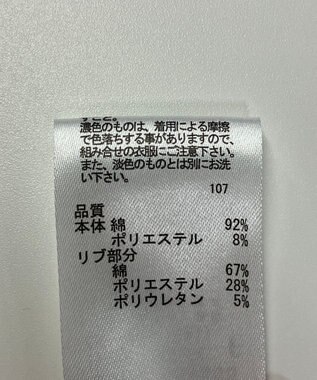 濃色のものは、着用による摩擦
で色落ちする事がありますので、
組み合せの衣服にご注意下さい。
また、淡色のものとは別にお洗
い下さい。
107
品質
本体 綿 92%
ポリエステル 8%
リブ部分
綿 67%
ポリエステル 28%
ポリウレタン 5%